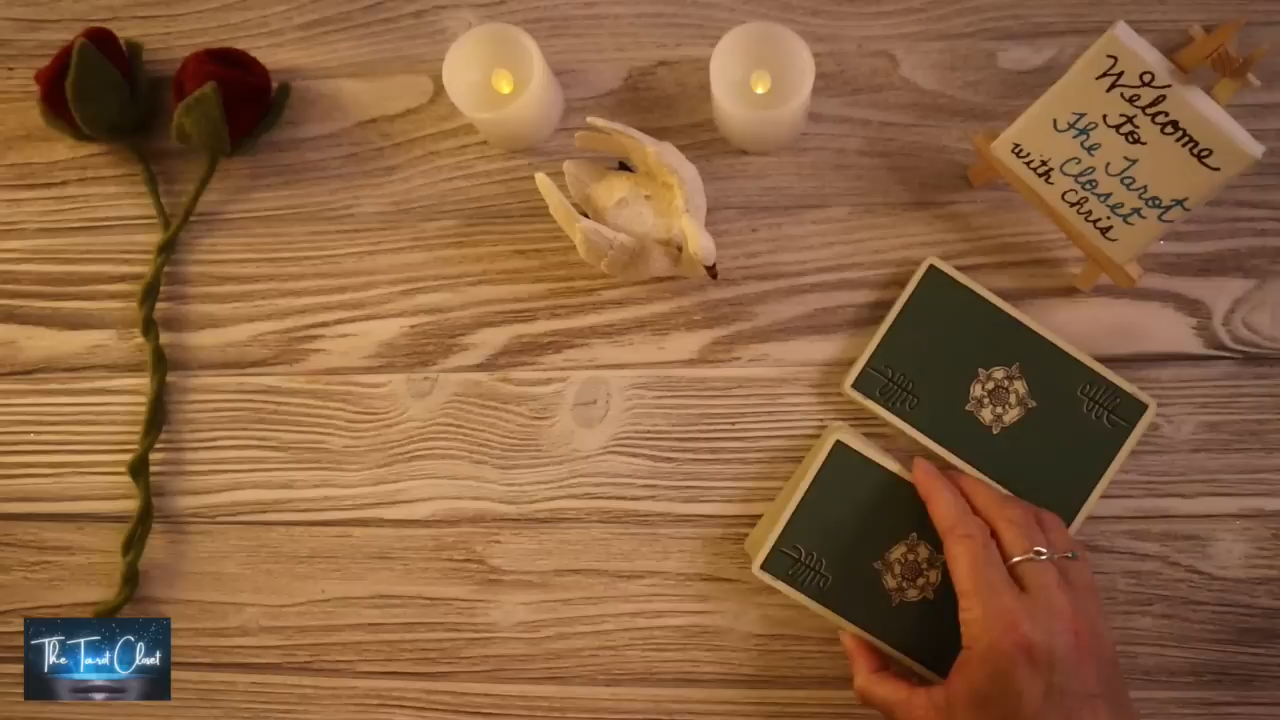 Welcome
to
The Tarot
Closet
with Chris
The Tarot Closet